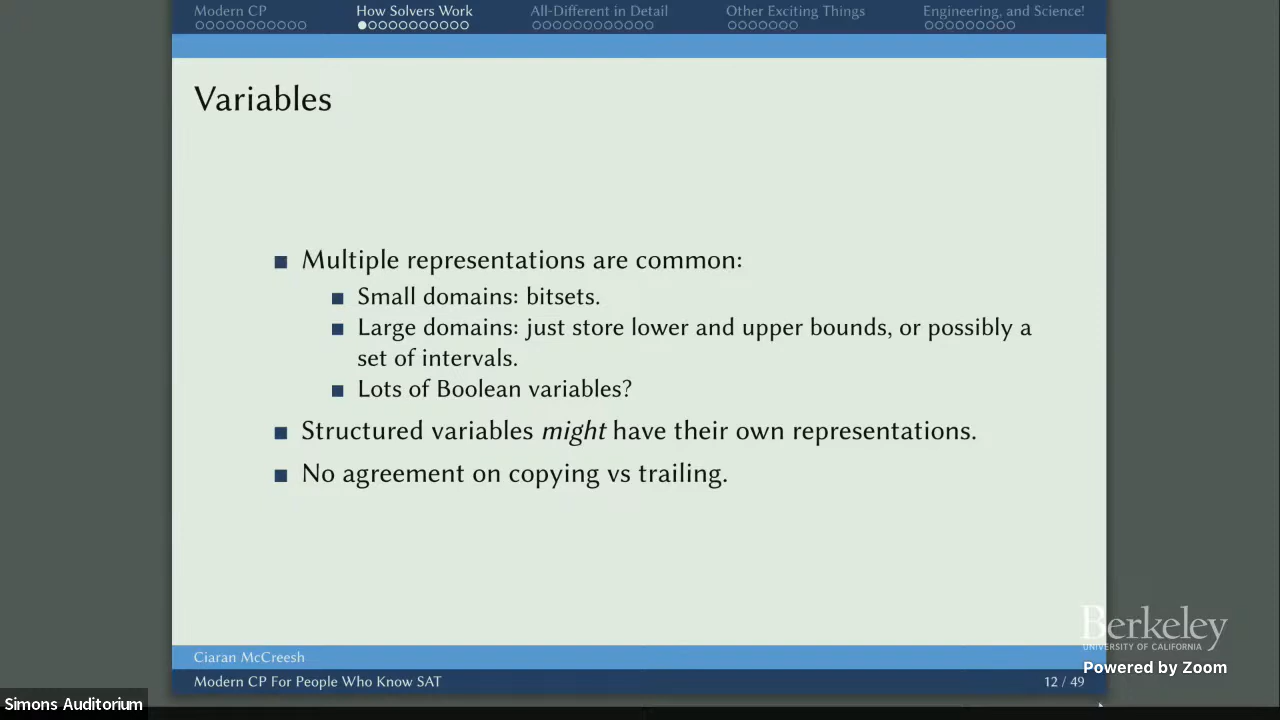 Modern CP How Solvers Work All-Different in Detail Other Exciting Things Engineering, and Science!
Variables
Multiple representations are common:
Small domains: bitsets.
Large domains: just store lower and upper bounds, or possibly a
set of intervals.
Lots of Boolean variables?
Structured variables might have their own representations.
No agreement on copying vs trailing.
Berkeley
UNIVERSITY OF CALIFORNIA
Powered by Zoom
Ciaran McCreesh
Modern CP For People Who Know SAT 12 / 49
Simons Auditorium